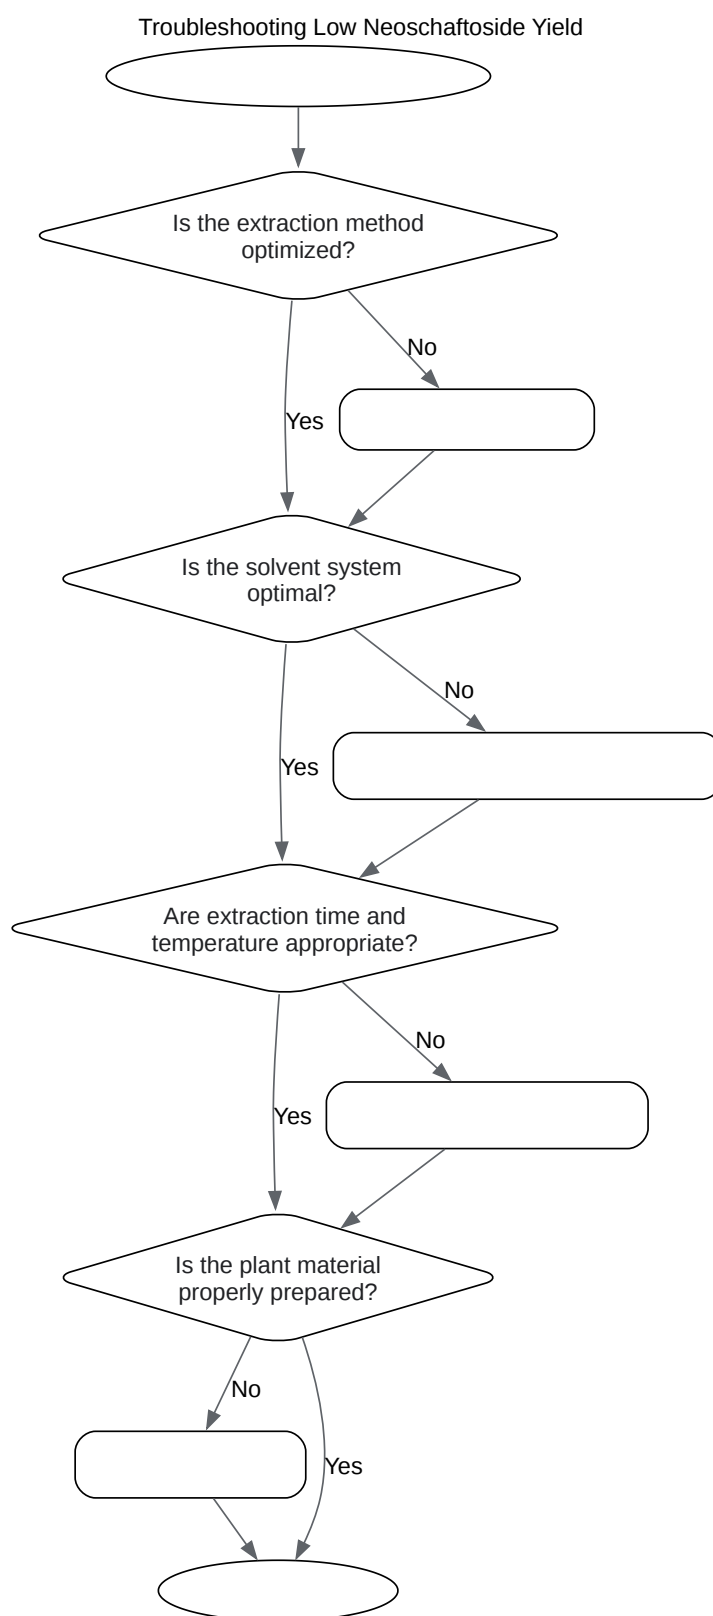 Troubleshooting Low Neoschaftoside Yield
Is the extraction method
optimized?
No
Yes
Is the solvent system
optimal?
No
Yes
Are extraction time and
temperature appropriate?
No
Yes
Is the plant material
properly prepared?
No
Yes